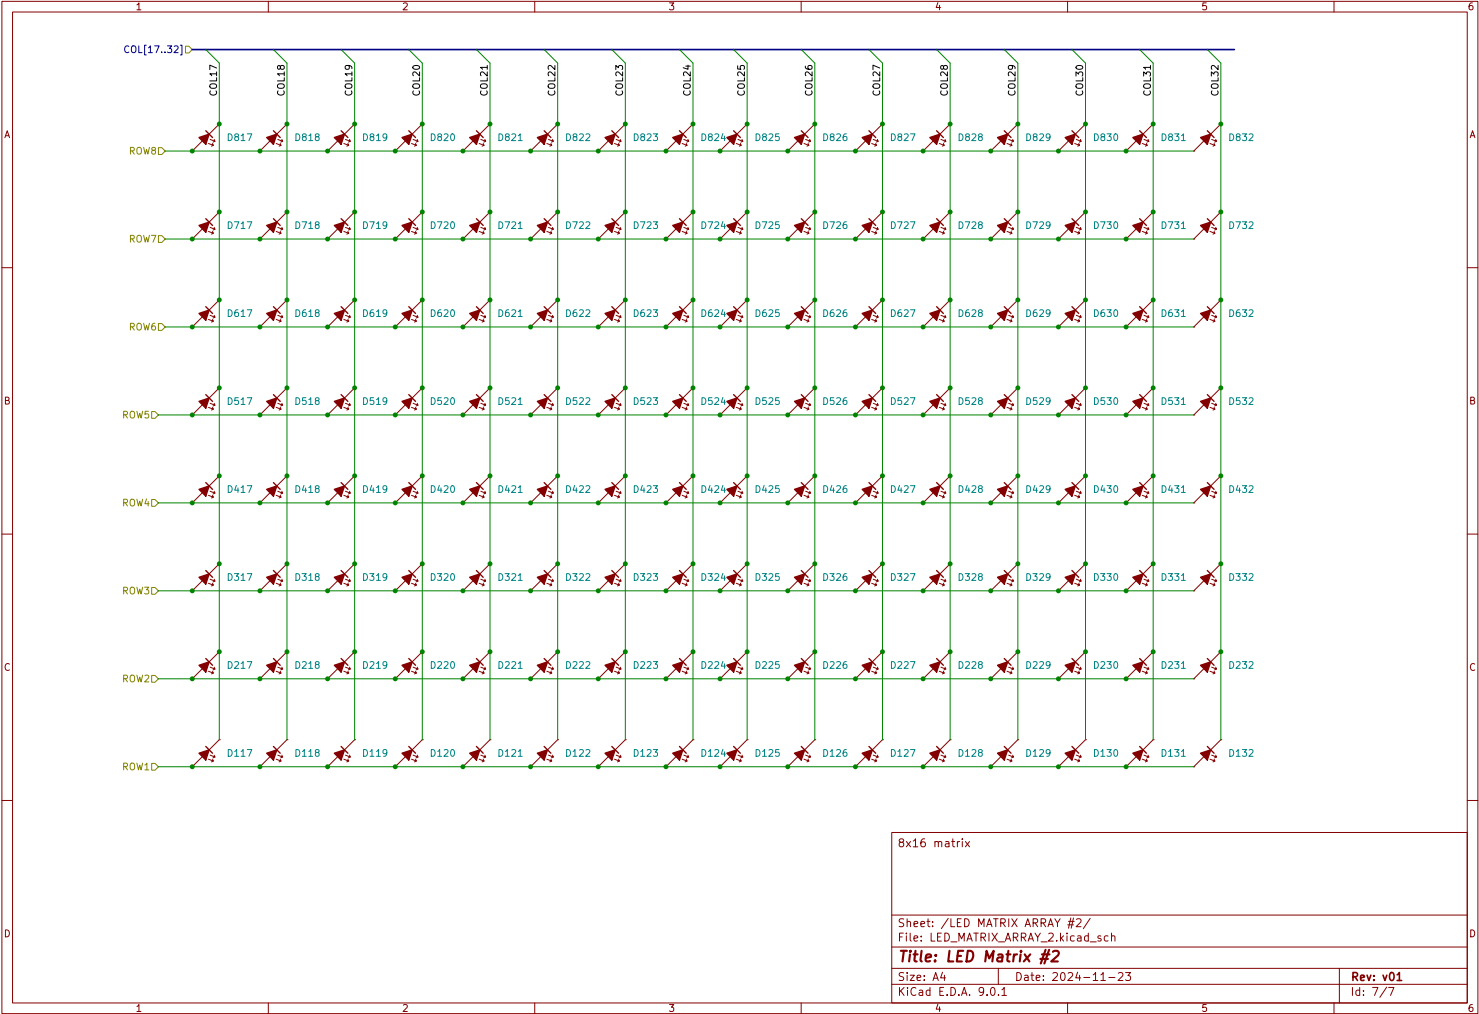 1 2 3 4 5 6
COL[17..32]
COL17 COL18 COL19 COL20 COL21 COL22 COL23 COL24 COL25 COL26 COL27 COL28 COL29 COL30 COL31 COL32
A A
D817 D818 D819 D820 D821 D822 D823 D824 D825 D826 D827 D828 D829 D830 D831 D832
ROW8
D717 D718 D719 D720 D721 D722 D723 D724 D725 D726 D727 D728 D729 D730 D731 D732
ROW7
D617 D618 D619 D620 D621 D622 D623 D624 D625 D626 D627 D628 D629 D630 D631 D632
ROW6
B B
D517 D518 D519 D520 D521 D522 D523 D524 D525 D526 D527 D528 D529 D530 D531 D532
ROW5
D417 D418 D419 D420 D421 D422 D423 D424 D425 D426 D427 D428 D429 D430 D431 D432
ROW4
D317 D318 D319 D320 D321 D322 D323 D324 D325 D326 D327 D328 D329 D330 D331 D332
ROW3
C C
D217 D218 D219 D220 D221 D222 D223 D224 D225 D226 D227 D228 D229 D230 D231 D232
ROW2
D117 D118 D119 D120 D121 D122 D123 D124 D125 D126 D127 D128 D129 D130 D131 D132
ROW1
8x16 matrix
Sheet: /LED MATRIX ARRAY #2/
D D
File: LED_MATRIX_ARRAY_2.kicad_sch
Title: LED Matrix #2
Size: A4 Date: 2024-11-23 Rev: v01
KiCad E.D.A. 9.0.1 Id: 7/7
1 2 3 4 5 6